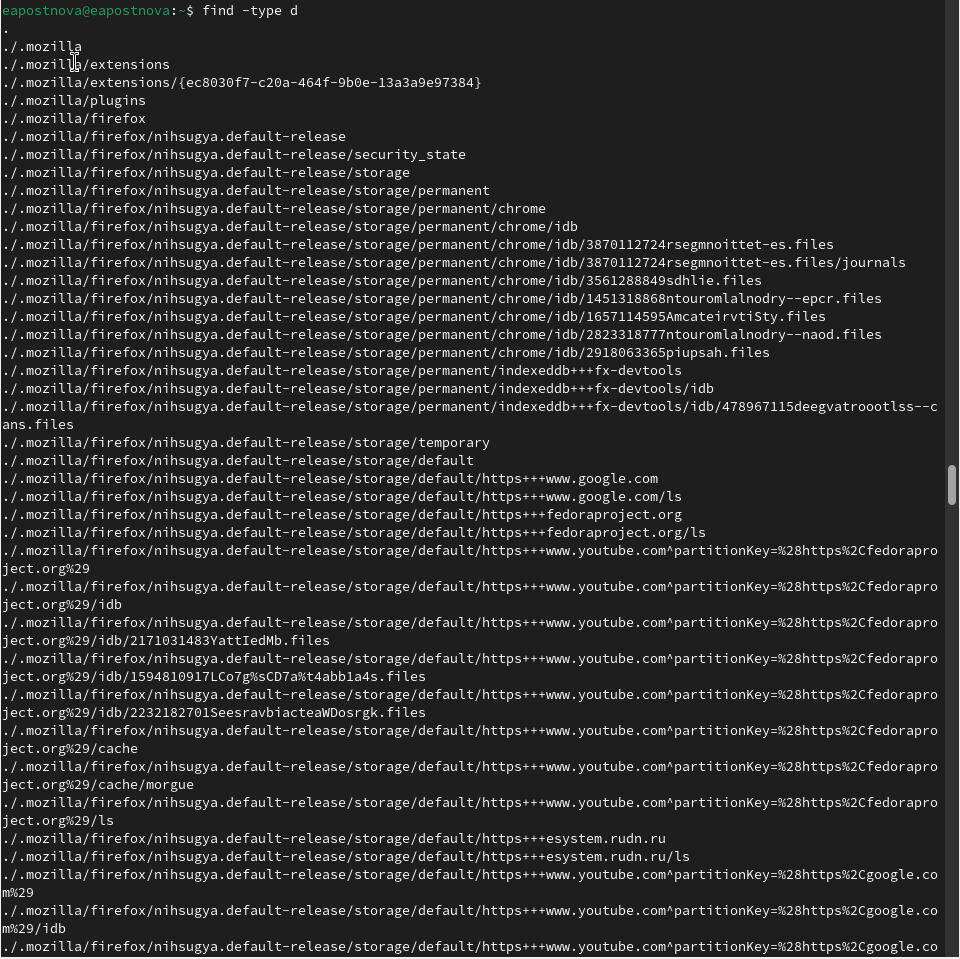 eapostnova@eapostnova:~$ find -type d
.
./.mozilla
./.mozilla/extensions
./.mozilla/extensions/{ec8030f7-c20a-464f-9b0e-13a3a9e97384}
./.mozilla/plugins
./.mozilla/firefox
./.mozilla/firefox/nihsugya.default-release
./.mozilla/firefox/nihsugya.default-release/security_state
./.mozilla/firefox/nihsugya.default-release/storage
./.mozilla/firefox/nihsugya.default-release/storage/permanent
./.mozilla/firefox/nihsugya.default-release/storage/permanent/chrome
./.mozilla/firefox/nihsugya.default-release/storage/permanent/chrome/idb
./.mozilla/firefox/nihsugya.default-release/storage/permanent/chrome/idb/3870112724rsegmnoittet-es.files
./.mozilla/firefox/nihsugya.default-release/storage/permanent/chrome/idb/3870112724rsegmnoittet-es.files/journals
./.mozilla/firefox/nihsugya.default-release/storage/permanent/chrome/idb/3561288849sdhlie.files
./.mozilla/firefox/nihsugya.default-release/storage/permanent/chrome/idb/1451318868ntouromlalnodry--epcr.files
./.mozilla/firefox/nihsugya.default-release/storage/permanent/chrome/idb/1657114595AmcateirvtiSty.files
./.mozilla/firefox/nihsugya.default-release/storage/permanent/chrome/idb/2823318777ntouromlalnodry--naod.files
./.mozilla/firefox/nihsugya.default-release/storage/permanent/chrome/idb/2918063365piupsah.files
./.mozilla/firefox/nihsugya.default-release/storage/permanent/indexeddb+++fx-devtools
./.mozilla/firefox/nihsugya.default-release/storage/permanent/indexeddb+++fx-devtools/idb
./.mozilla/firefox/nihsugya.default-release/storage/permanent/indexeddb+++fx-devtools/idb/478967115deegvatroootlss--c
ans.files
./.mozilla/firefox/nihsugya.default-release/storage/temporary
./.mozilla/firefox/nihsugya.default-release/storage/default
./.mozilla/firefox/nihsugya.default-release/storage/default/https+++www.google.com
./.mozilla/firefox/nihsugya.default-release/storage/default/https+++www.google.com/ls
./.mozilla/firefox/nihsugya.default-release/storage/default/https+++fedoraproject.org
./.mozilla/firefox/nihsugya.default-release/storage/default/https+++fedoraproject.org/ls
./.mozilla/firefox/nihsugya.default-release/storage/default/https+++www.youtube.com^partitionKey=%28https%2Cfedorapro
ject.org%29
./.mozilla/firefox/nihsugya.default-release/storage/default/https+++www.youtube.com^partitionKey=%28https%2Cfedorapro
ject.org%29/idb
./.mozilla/firefox/nihsugya.default-release/storage/default/https+++www.youtube.com^partitionKey=%28https%2Cfedorapro
ject.org%29/idb/2171031483YattIedMb.files
./.mozilla/firefox/nihsugya.default-release/storage/default/https+++www.youtube.com^partitionKey=%28https%2Cfedorapro
ject.org%29/idb/1594810917LCo7g%sCD7a%t4abb1a4s.files
./.mozilla/firefox/nihsugya.default-release/storage/default/https+++www.youtube.com^partitionKey=%28https%2Cfedorapro
ject.org%29/idb/2232182701SeesravbiacteaWDosrgk.files
./.mozilla/firefox/nihsugya.default-release/storage/default/https+++www.youtube.com^partitionKey=%28https%2Cfedorapro
ject.org%29/cache
./.mozilla/firefox/nihsugya.default-release/storage/default/https+++www.youtube.com^partitionKey=%28https%2Cfedorapro
ject.org%29/cache/morgue
./.mozilla/firefox/nihsugya.default-release/storage/default/https+++www.youtube.com^partitionKey=%28https%2Cfedorapro
ject.org%29/ls
./.mozilla/firefox/nihsugya.default-release/storage/default/https+++esystem.rudn.ru
./.mozilla/firefox/nihsugya.default-release/storage/default/https+++esystem.rudn.ru/ls
./.mozilla/firefox/nihsugya.default-release/storage/default/https+++www.youtube.com^partitionKey=%28https%2Cgoogle.co
m%29
./.mozilla/firefox/nihsugya.default-release/storage/default/https+++www.youtube.com^partitionKey=%28https%2Cgoogle.co
m%29/idb
./.mozilla/firefox/nihsugya.default-release/storage/default/https+++www.youtube.com^partitionKey=%28https%2Cgoogle.co